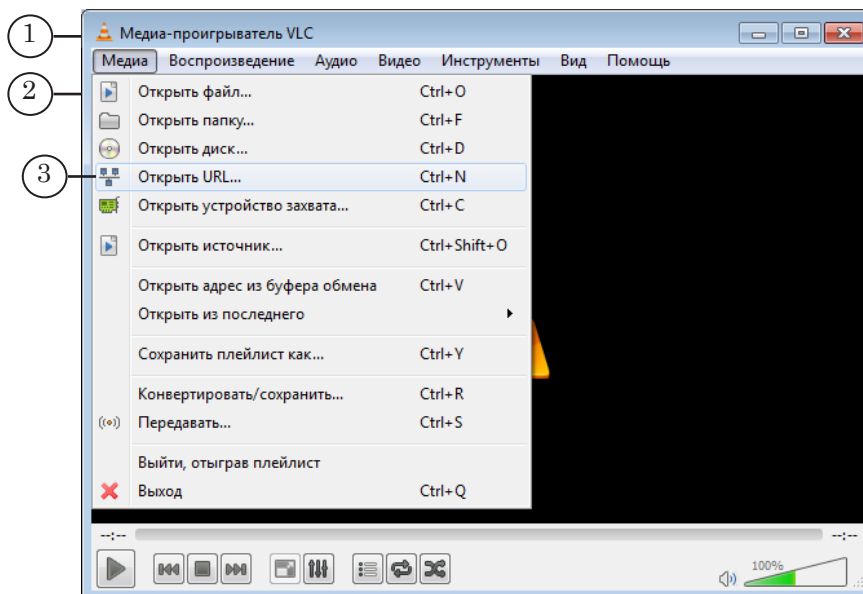 1
Медиа-проигрыватель VLC
Медиа Воспроизведение Аудио Видео Инструменты Вид Помощь
2
Открыть файл... Ctrl+O
Открыть папку... Ctrl+F
Открыть диск... Ctrl+D
3
Открыть URL... Ctrl+N
Открыть устройство захвата... Ctrl+C
Открыть источник... Ctrl+Shift+O
Открыть адрес из буфера обмена Ctrl+V
Открыть из последнего
Сохранить плейлист как... Ctrl+Y
Конвертировать/сохранить... Ctrl+R
Передавать... Ctrl+S
Выйти, отыграв плейлист
Выход Ctrl+Q
--:-- --:--
100%